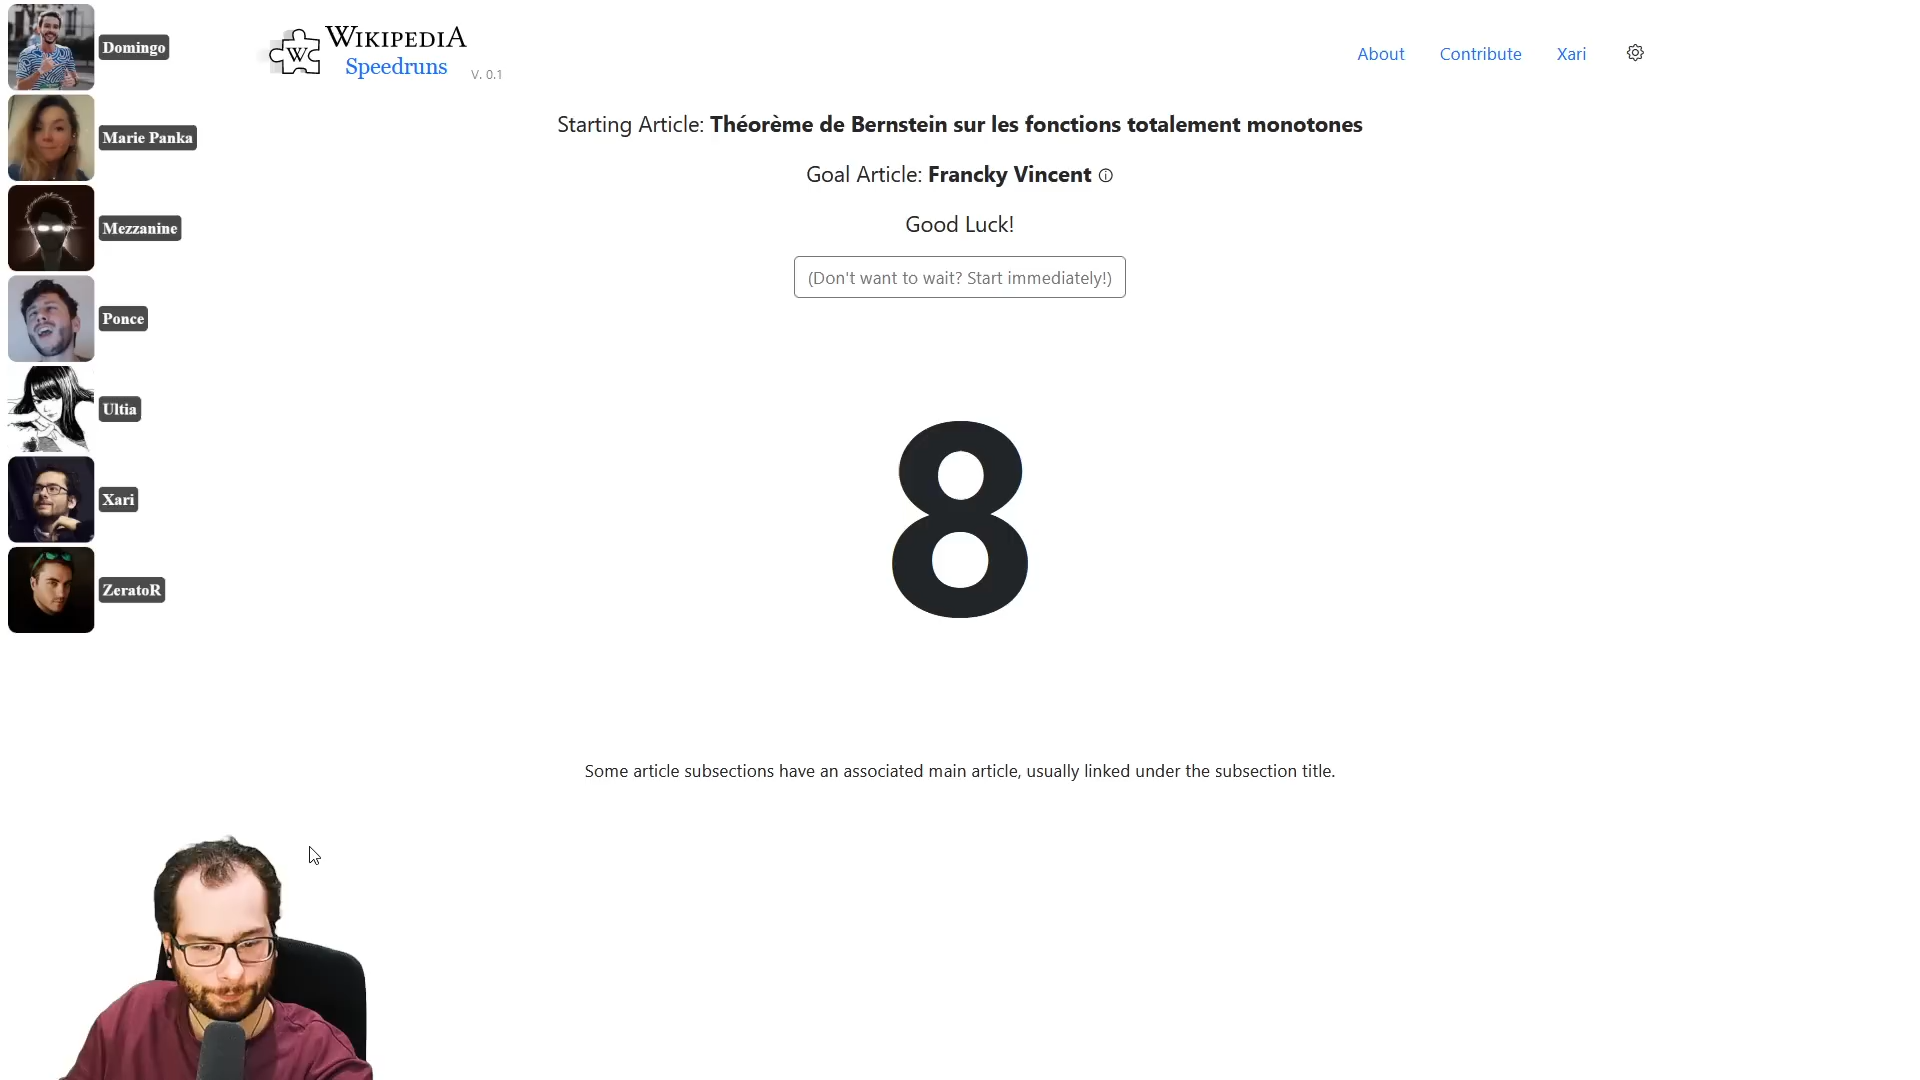 Domingo
Marie Panka
Mezzanine
Ponce
Ultia
Xari
ZeratoR
W
WIKIPEDIA
Speedruns
V. 0.1
About
Contribute
Xari
Starting Article: Théorème de Bernstein sur les fonctions totalement monotones
Goal Article: Francky Vincent
Good Luck!
(Don't want to wait? Start immediately!)
8
Some article subsections have an associated main article, usually linked under the subsection title.